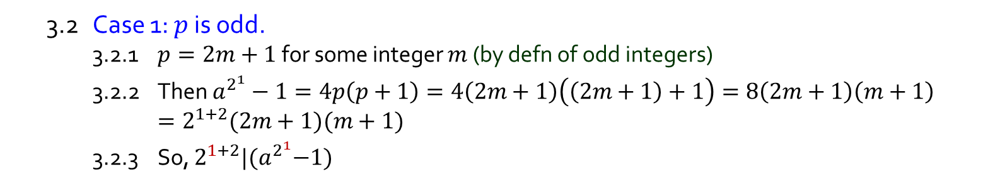 3.2 Case 1: p is odd.
3.2.1 p = 2m + 1 for some integer m (by defn of odd integers)
3.2.2 Then a^{2^1} − 1 = 4p(p + 1) = 4(2m + 1)((2m + 1) + 1) = 8(2m + 1)(m + 1)
= 2^{1+2}(2m + 1)(m + 1)
3.2.3 So, 2^{1+2}|(a^{2^1}−1)